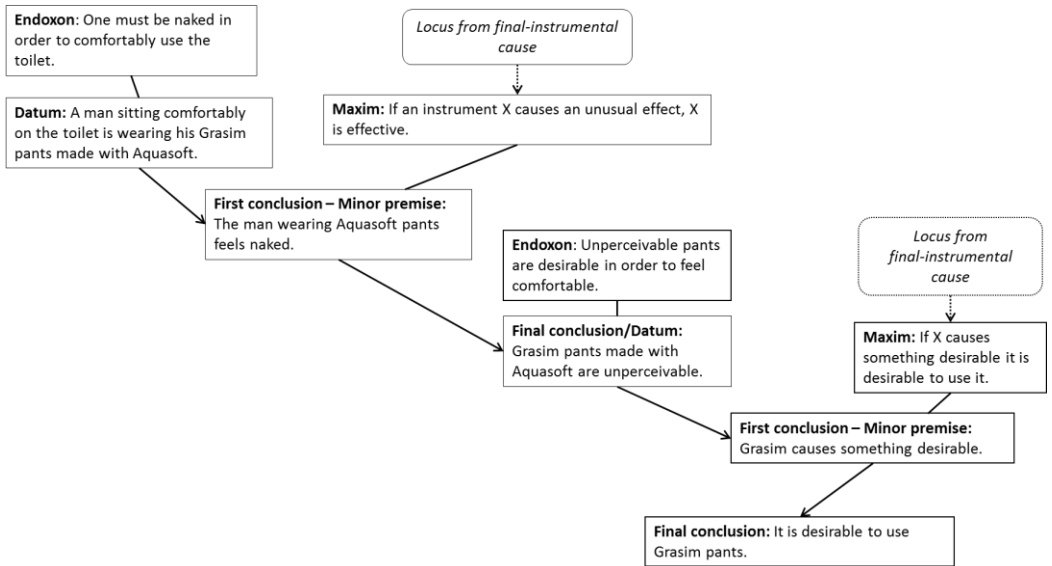 Endoxon: One must be naked in
order to comfortably use the
toilet.
Locus from final-instrumental
cause
Datum: A man sitting comfortably
on the toilet is wearing his Grasim
pants made with Aquasoft.
Maxim: If an instrument X causes an unusual effect, X
is effective.
First conclusion – Minor premise:
The man wearing Aquasoft pants
feels naked.
Endoxon: Unperceivable pants
are desirable in order to feel
comfortable.
Locus from
final-instrumental
cause
Final conclusion/Datum:
Grasim pants made with
Aquasoft are unperceivable.
Maxim: If X causes
something desirable it is
desirable to use it.
First conclusion – Minor premise:
Grasim causes something desirable.
Final conclusion: It is desirable to use
Grasim pants.